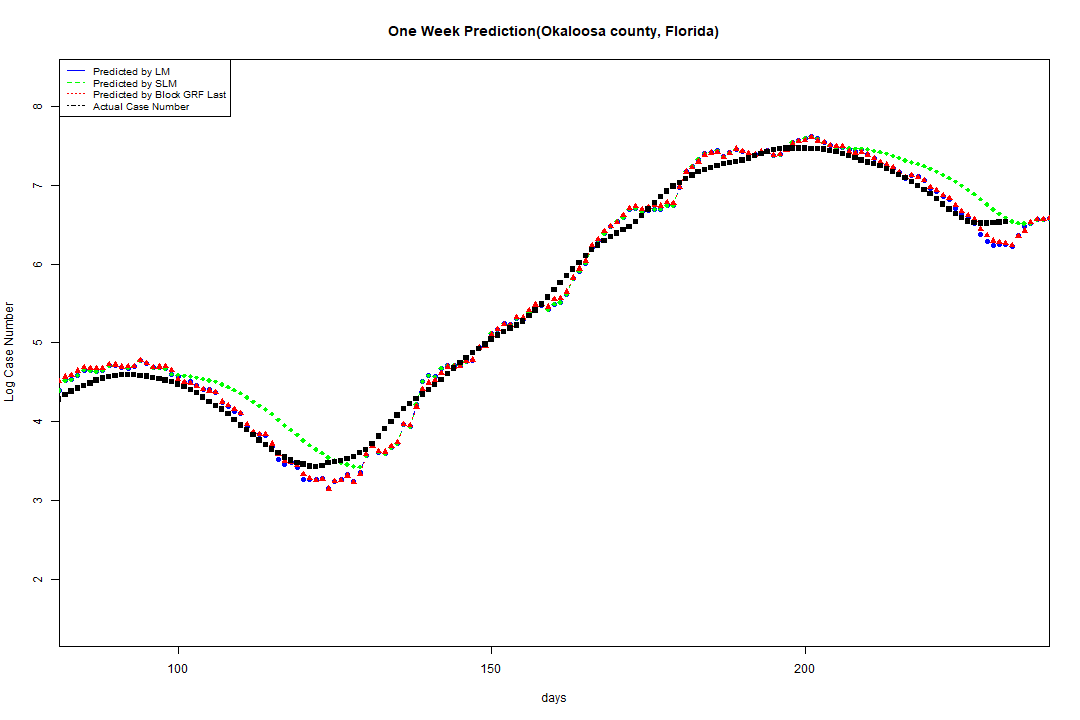 One Week Prediction(Okaloosa county, Florida)
Predicted by LM
Predicted by SLM
Predicted by Block GRF Last
Actual Case Number
Log Case Number
8
7
6
5
4
3
2
100 150 200
days